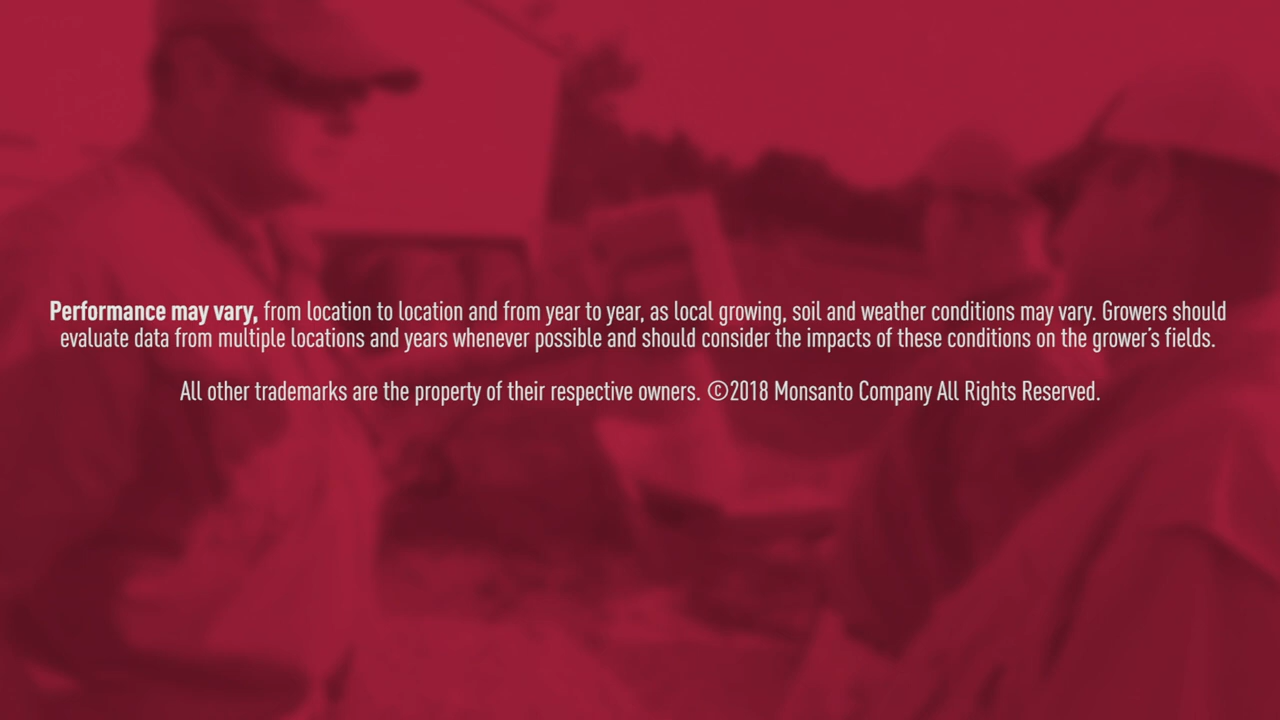 Performance may vary, from location to location and from year to year, as local growing, soil and weather conditions may vary. Growers should
evaluate data from multiple locations and years whenever possible and should consider the impacts of these conditions on the grower's fields.
All other trademarks are the property of their respective owners. ©2018 Monsanto Company All Rights Reserved.